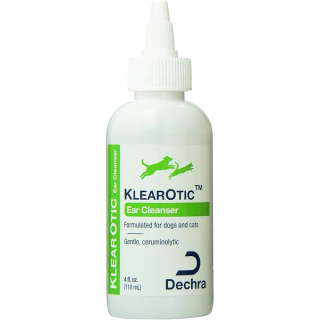 KLEAROTIC
Ear Cleanser
KLEAROTIC™
Ear Cleanser
Formulated for dogs and cats
Gentle, ceruminolytic
4 fl. oz.
(118 mL)
Dechra